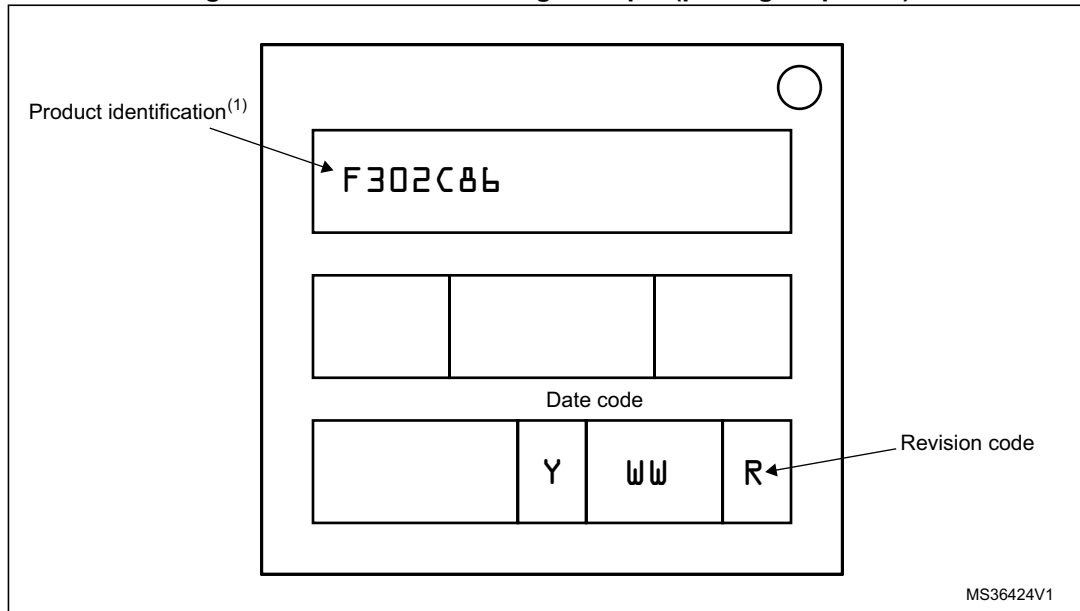 Product identification(1)
F302C86
Date code
Y WW R
Revision code
MS36424V1